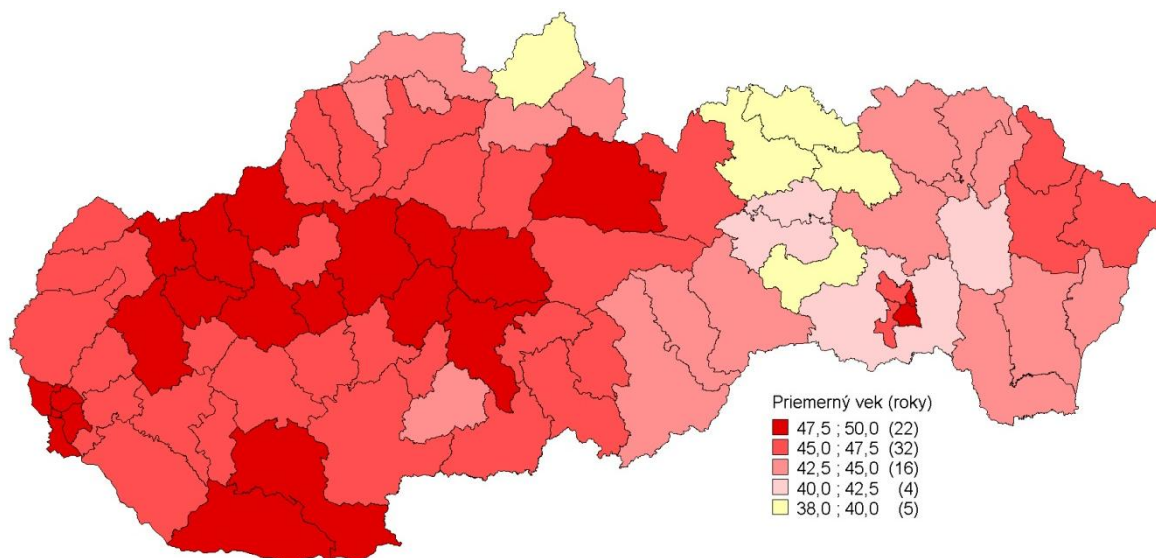 Priemerný vek (roky)
47,5 ; 50,0 (22)
45,0 ; 47,5 (32)
42,5 ; 45,0 (16)
40,0 ; 42,5 (4)
38,0 ; 40,0 (5)